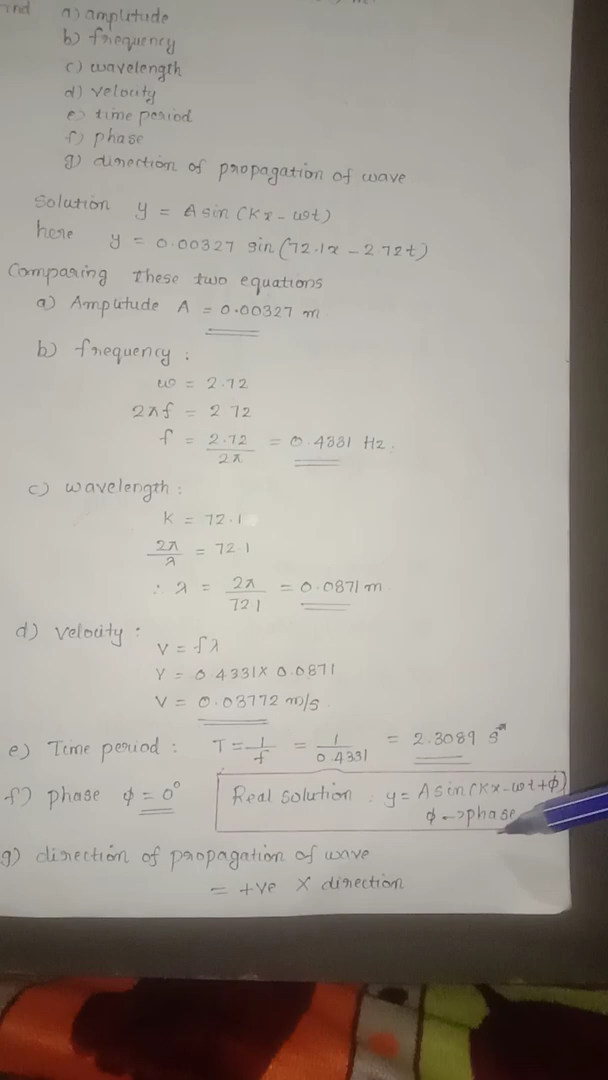 ind a) amplitude
b) frequency
c) wavelength
d) velocity
e) time period
f) phase
g) direction of propagation of wave
Solution y = A sin (Kx - ωt)
here y = 0.00327 sin (72.1x - 2.72t)
Comparing these two equations
a) Amplitude A = 0.00327 m
b) frequency :
ω = 2.72
2πf = 2.72
f = 2.72 / 2π = 0.4331 Hz.
c) wavelength :
K = 72.1
2π / λ = 72.1
∴ λ = 2π / 72.1 = 0.0871 m
d) Velocity :
V = fλ
V = 0.4331 x 0.0871
V = 0.03772 m/s
e) Time period : T = 1 / f = 1 / 0.4331 = 2.3089 s
f) phase ϕ = 0° Real solution : y = A sin (Kx - ωt + ϕ)
ϕ -> phase
g) direction of propagation of wave
= +ve X direction